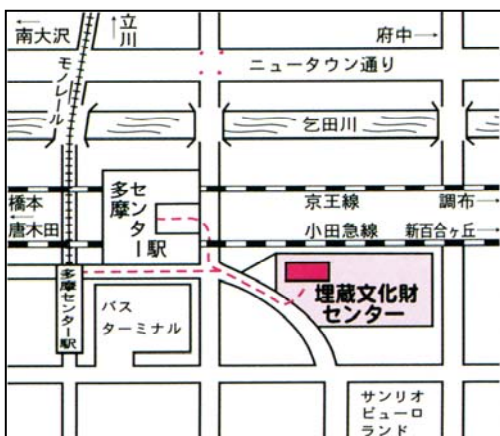 南大沢
立川
府中
ニュータウン通り
モノレール
乞田川
多摩センター駅
橋本
唐木田
京王線
調布
小田急線
新百合ヶ丘
多摩センター駅
バス
ターミナル
埋蔵文化財
センター
サンリオ
ピューロ
ランド